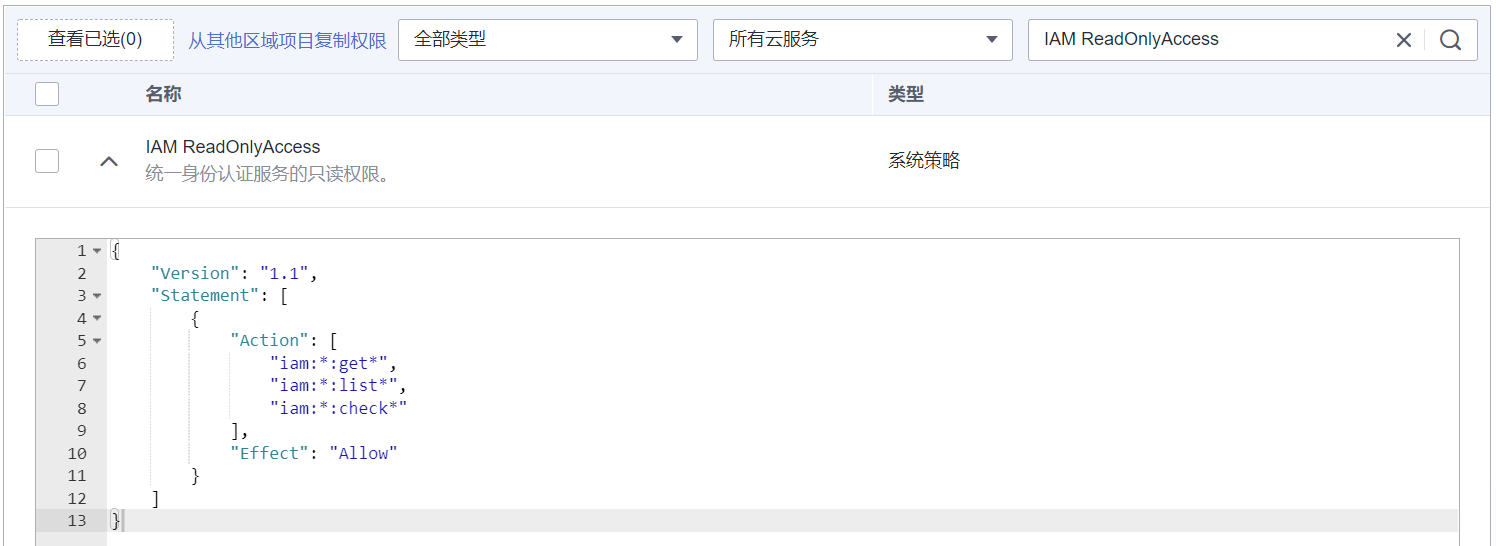 查看已选(0) 从其他区域项目复制权限 全部类型 所有云服务 IAM ReadOnlyAccess
名称 类型
IAM ReadOnlyAccess
统一身份认证服务的只读权限。
系统策略
1 {
2 "Version": "1.1",
3 "Statement": [
4 {
5 "Action": [
6 "iam:*:get*",
7 "iam:*:list*",
8 "iam:*:check*"
9 ],
10 "Effect": "Allow"
11 }
12 ]
13 }